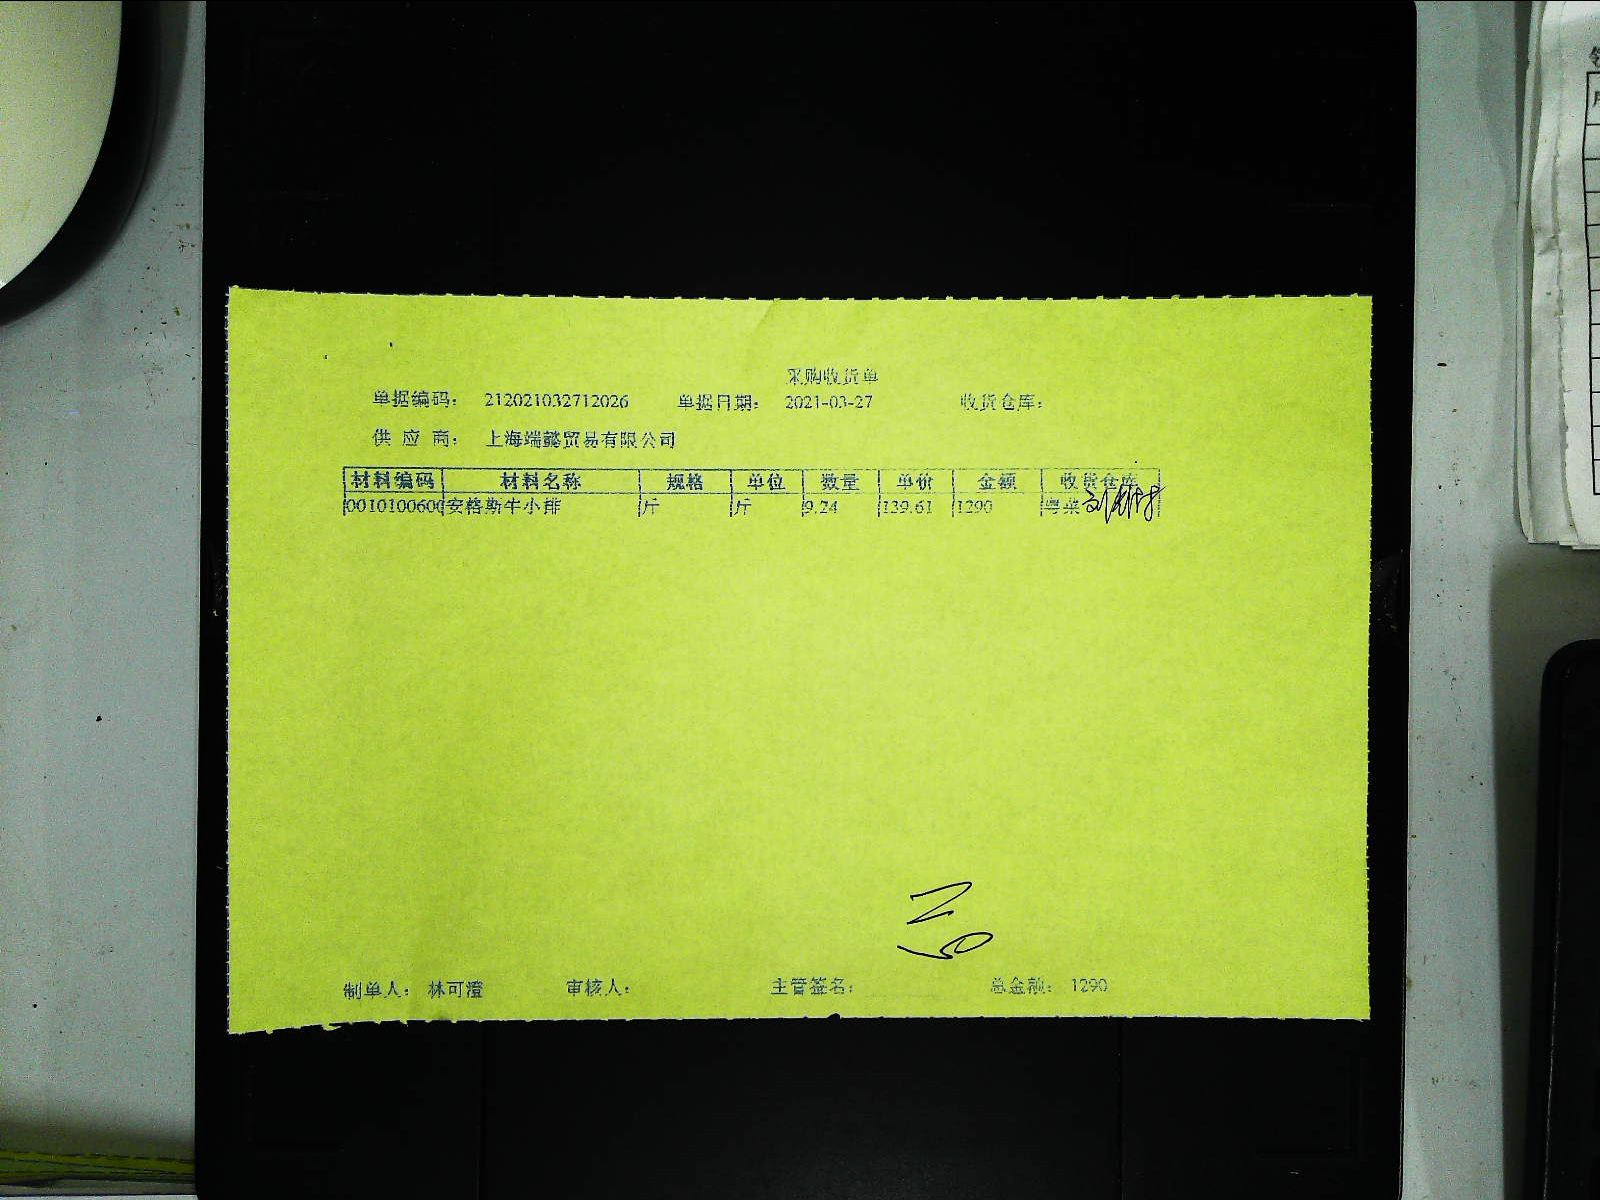 采购收货单
单据编码： 212021032712026 单据日期： 2021-03-27 收货仓库：
供 应 商： 上海端懿贸易有限公司
材料编码 材料名称 规格 单位 数量 单价 金额 收货仓库
0010100600 安格斯牛小排 斤 斤 9.24 139.61 1290 粤菜
制单人： 林可澄 审核人： 主管签名： 总金额： 1290